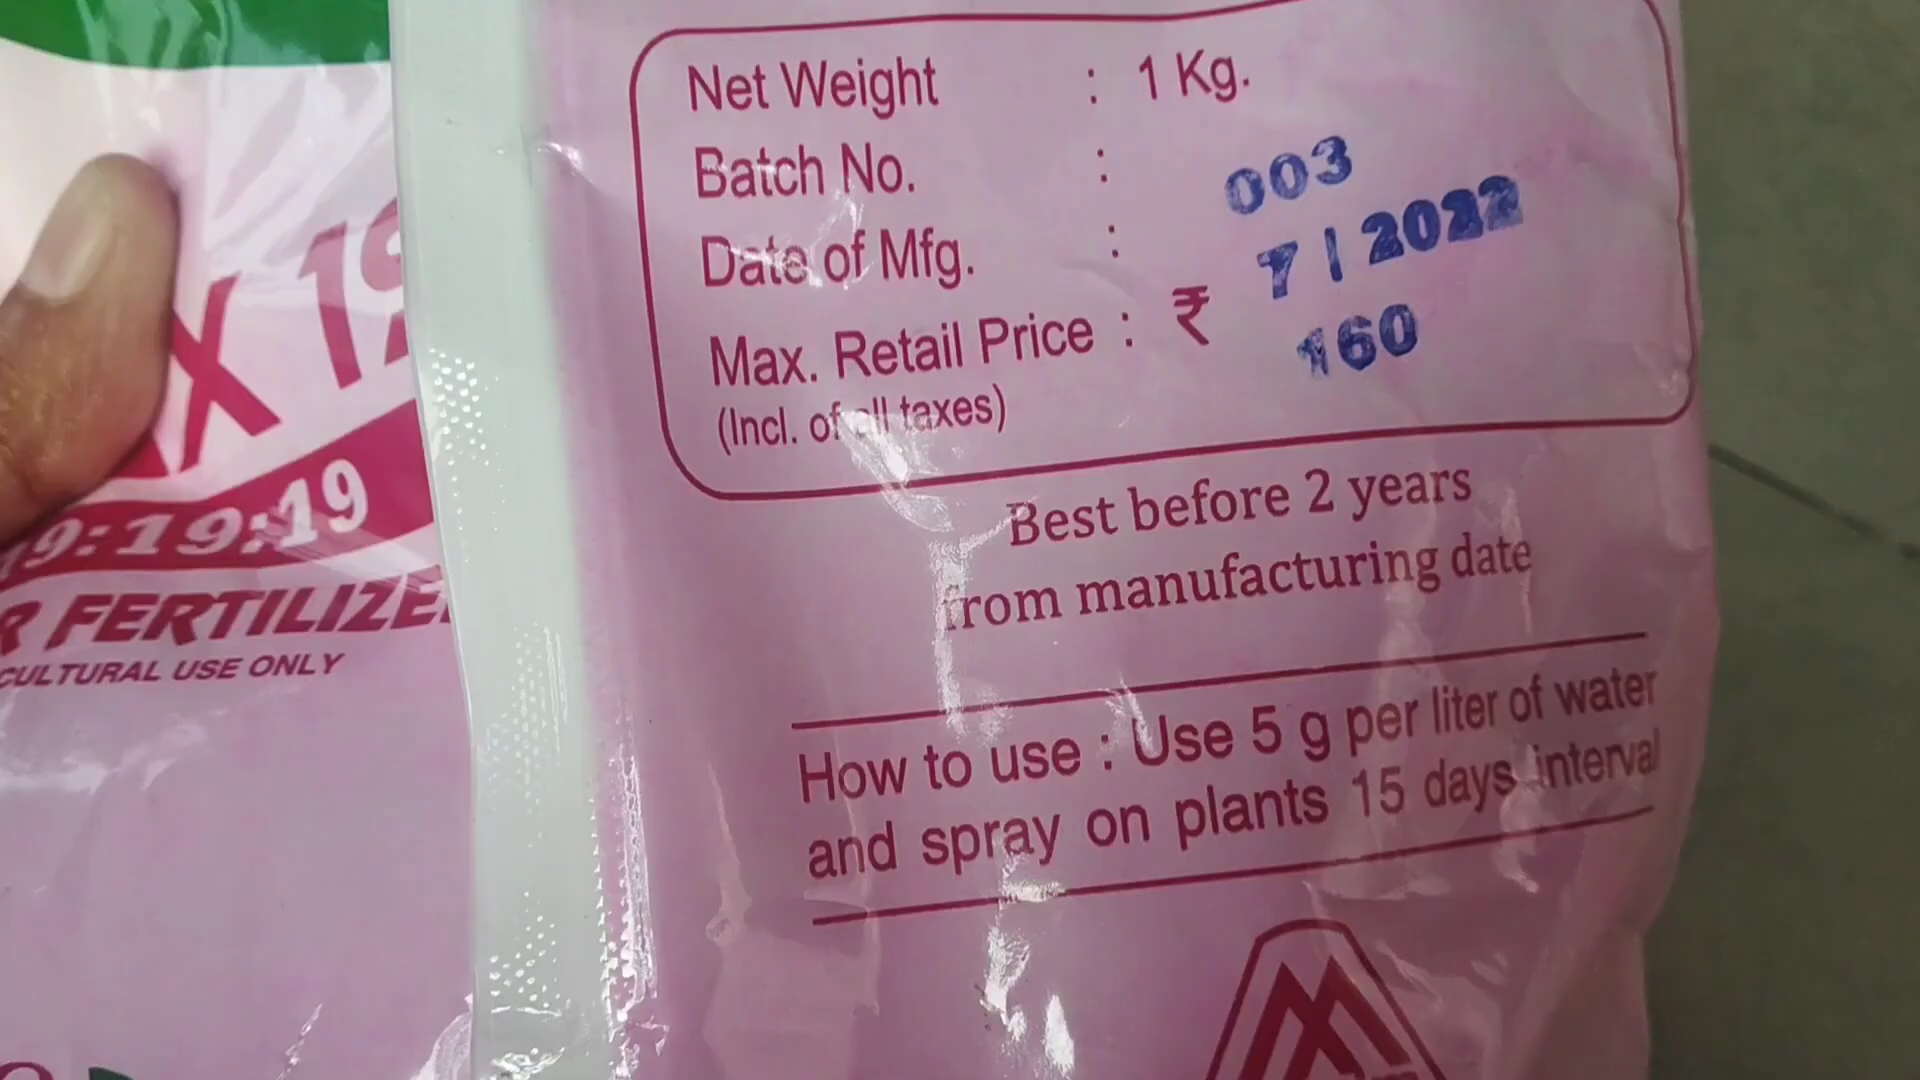 X 19
9:19:19
R FERTILIZE
CULTURAL USE ONLY
Net Weight : 1 Kg.
Batch No. : 003
Date of Mfg. : 7 / 2022
Max. Retail Price : ₹ 160
(Incl. of all taxes)
Best before 2 years
from manufacturing date
How to use : Use 5 g per liter of water
and spray on plants 15 days interval